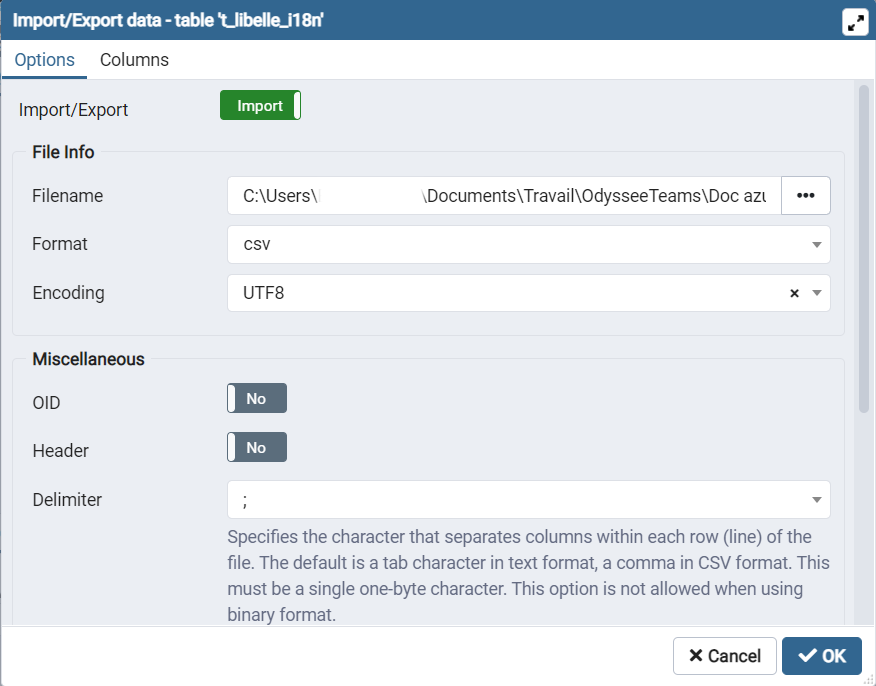 Import/Export data - table 't_libelle_i18n'
Options Columns
Import/Export Import
File Info
Filename C:\Users\ \Documents\Travail\OdysseeTeams\Doc azu •••
Format csv
Encoding UTF8 ×
Miscellaneous
OID No
Header No
Delimiter ;
Specifies the character that separates columns within each row (line) of the
file. The default is a tab character in text format, a comma in CSV format. This
must be a single one-byte character. This option is not allowed when using
binary format.
Cancel OK